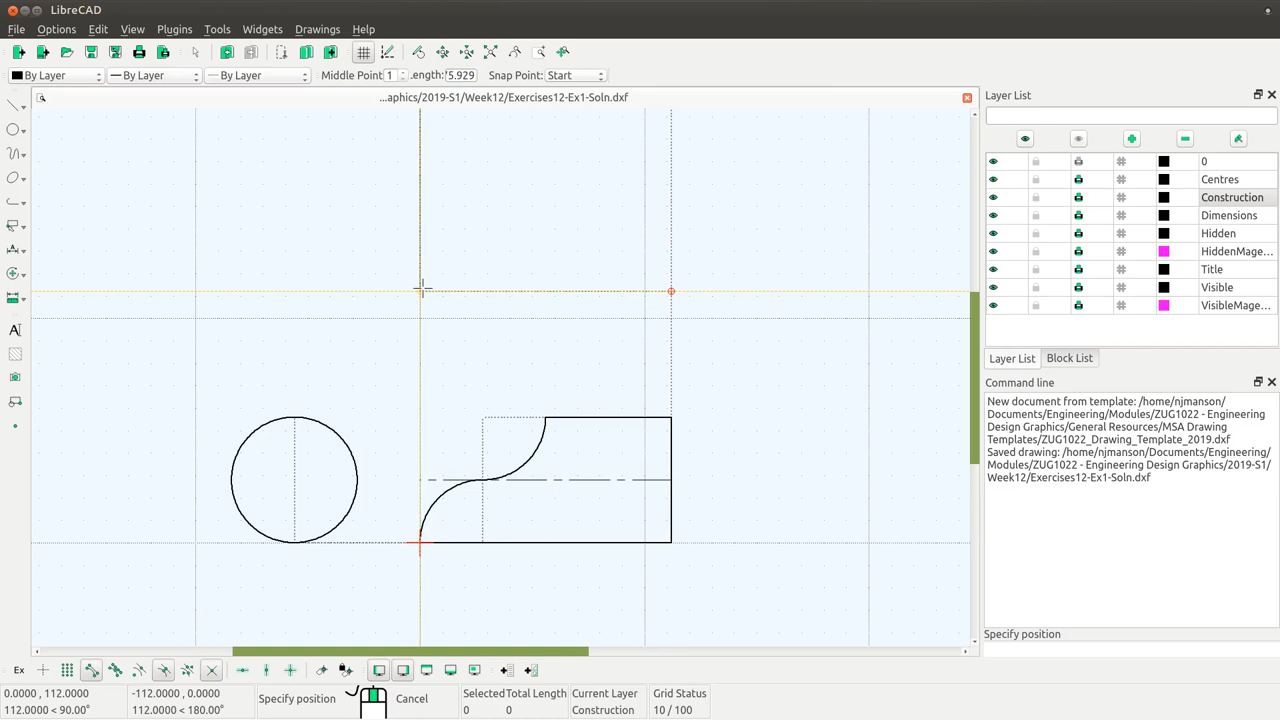 LibreCAD
File Options Edit View Plugins Tools Widgets Drawings Help
By Layer By Layer By Layer Middle Point 1 Length: 5.929 Snap Point: Start
...aphics/2019-S1/Week12/Exercises12-Ex1-Soln.dxf
Layer List
0
Centres
Construction
Dimensions
Hidden
HiddenMage...
Title
Visible
VisibleMage...
Layer List Block List
Command line
New document from template: /home/njmanson/
Documents/Engineering/Modules/ZUG1022 - Engineering
Design Graphics/General Resources/MSA Drawing
Templates/ZUG1022_Drawing_Template_2019.dxf
Saved drawing: /home/njmanson/Documents/Engineering/
Modules/ZUG1022 - Engineering Design Graphics/2019-S1/
Week12/Exercises12-Ex1-Soln.dxf
Specify position
Ex
0.0000 , 112.0000 -112.0000 , 0.0000 Specify position Cancel Selected Total Length Current Layer Grid Status
112.0000 < 90.00° 112.0000 < 180.00° 0 0 Construction 10 / 100